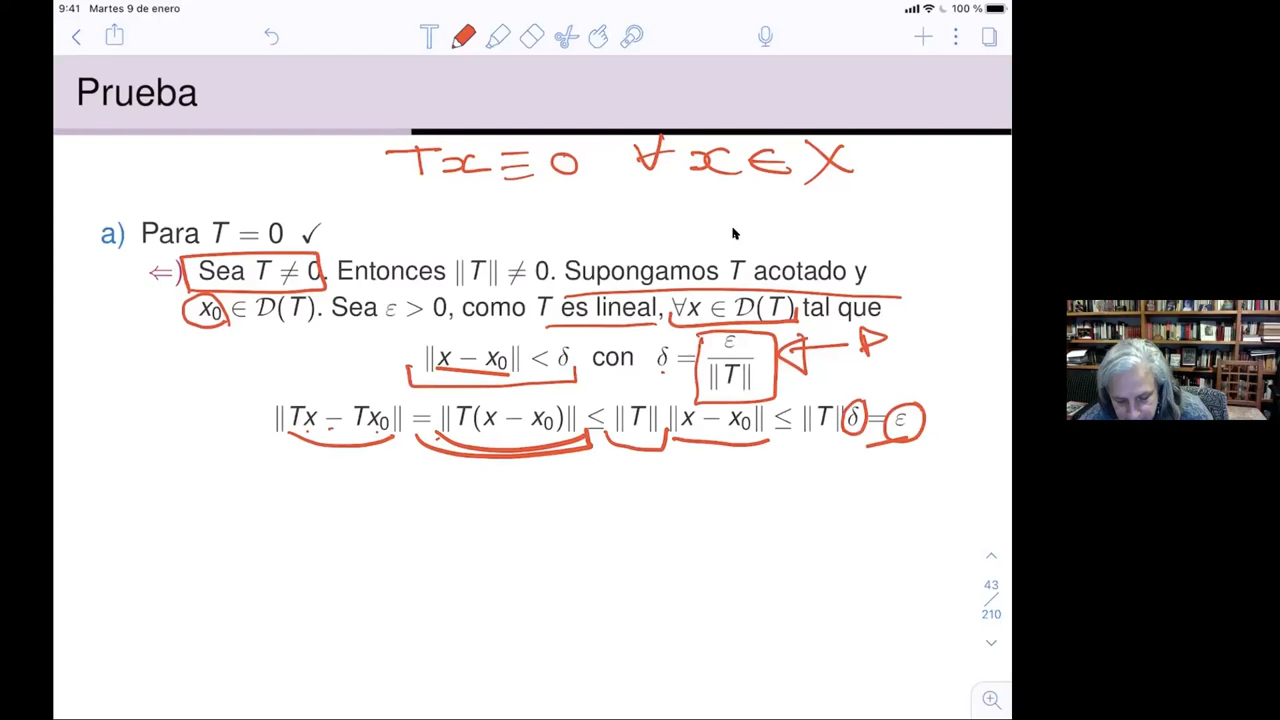 9:41 Martes 9 de enero 100 %
Prueba
Tx ≡ 0 ∀ x ∈ X
a) Para T = 0 ✓
⇐) Sea T ≠ 0. Entonces ‖T‖ ≠ 0. Supongamos T acotado y
x₀ ∈ 𝒟(T). Sea ε > 0, como T es lineal, ∀x ∈ 𝒟(T) tal que
‖x − x₀‖ < δ con δ = ε / ‖T‖
‖Tx − Tx₀‖ = ‖T(x − x₀)‖ ≤ ‖T‖ ‖x − x₀‖ ≤ ‖T‖δ = ε
43
210